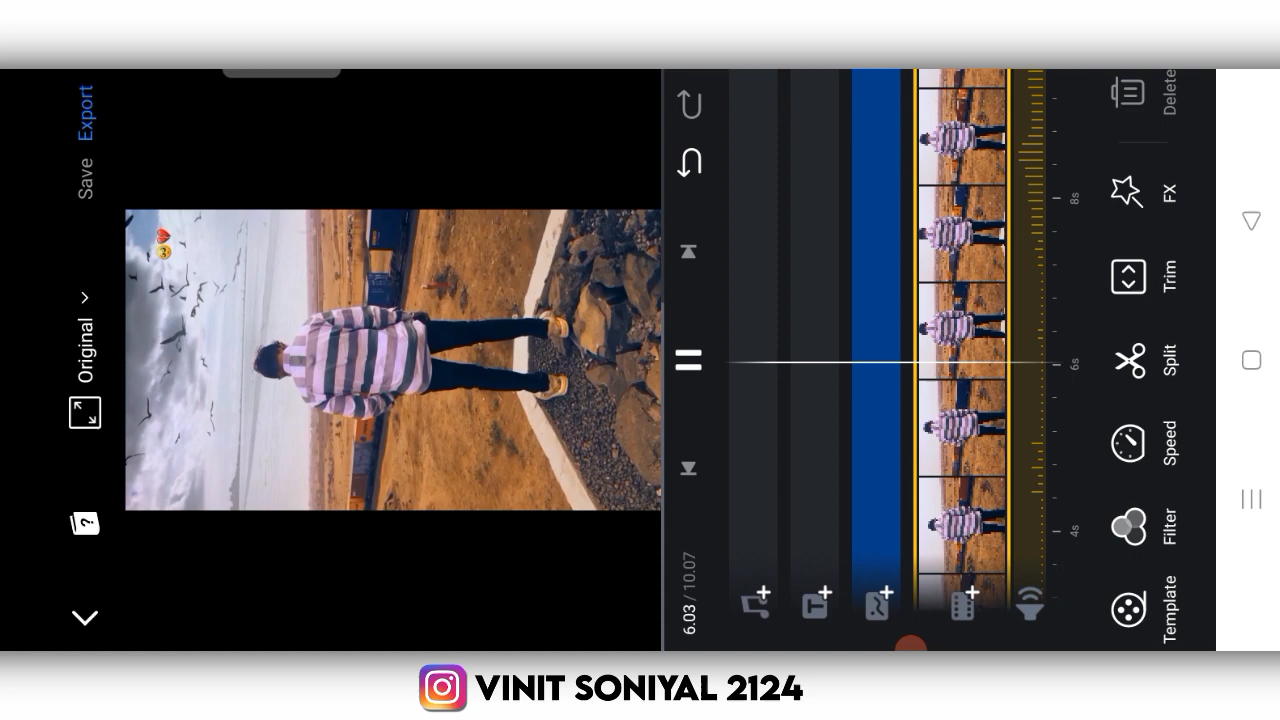 Save Export
Original
6.03 / 10.07
4s
6s
8s
Template
Filter
Speed
Split
Trim
FX
Delete
VINIT SONIYAL 2124